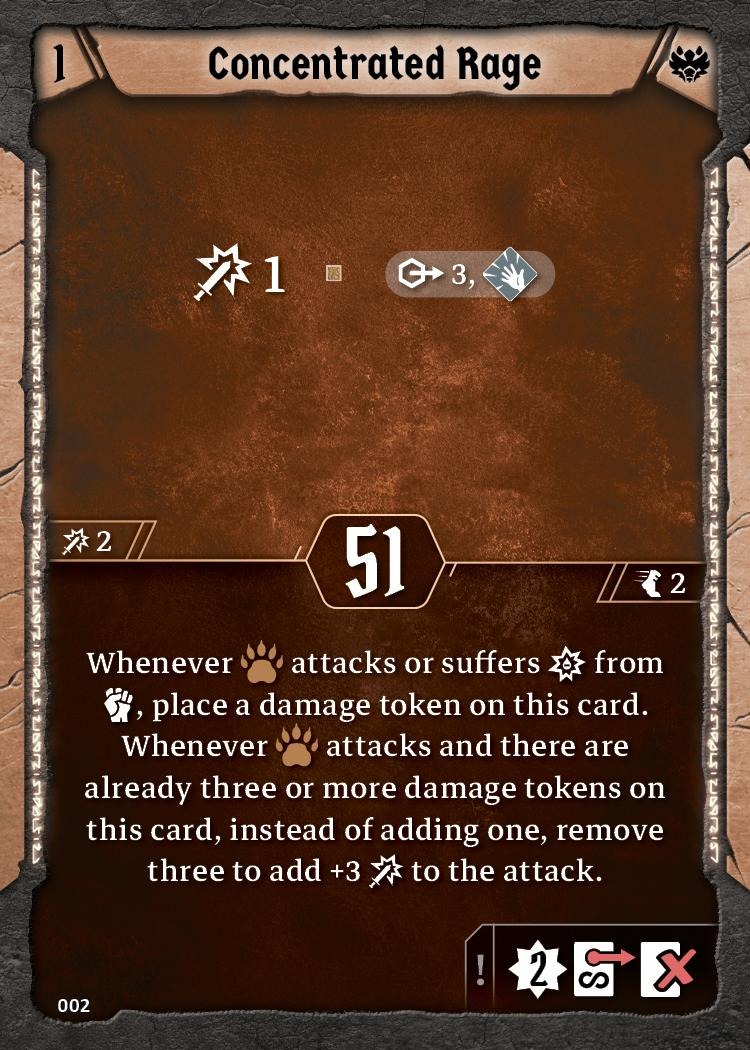 1
Concentrated Rage
1
3,
2
51
2
Whenever attacks or suffers from
, place a damage token on this card.
Whenever attacks and there are
already three or more damage tokens on
this card, instead of adding one, remove
three to add +3 to the attack.
! 2
002